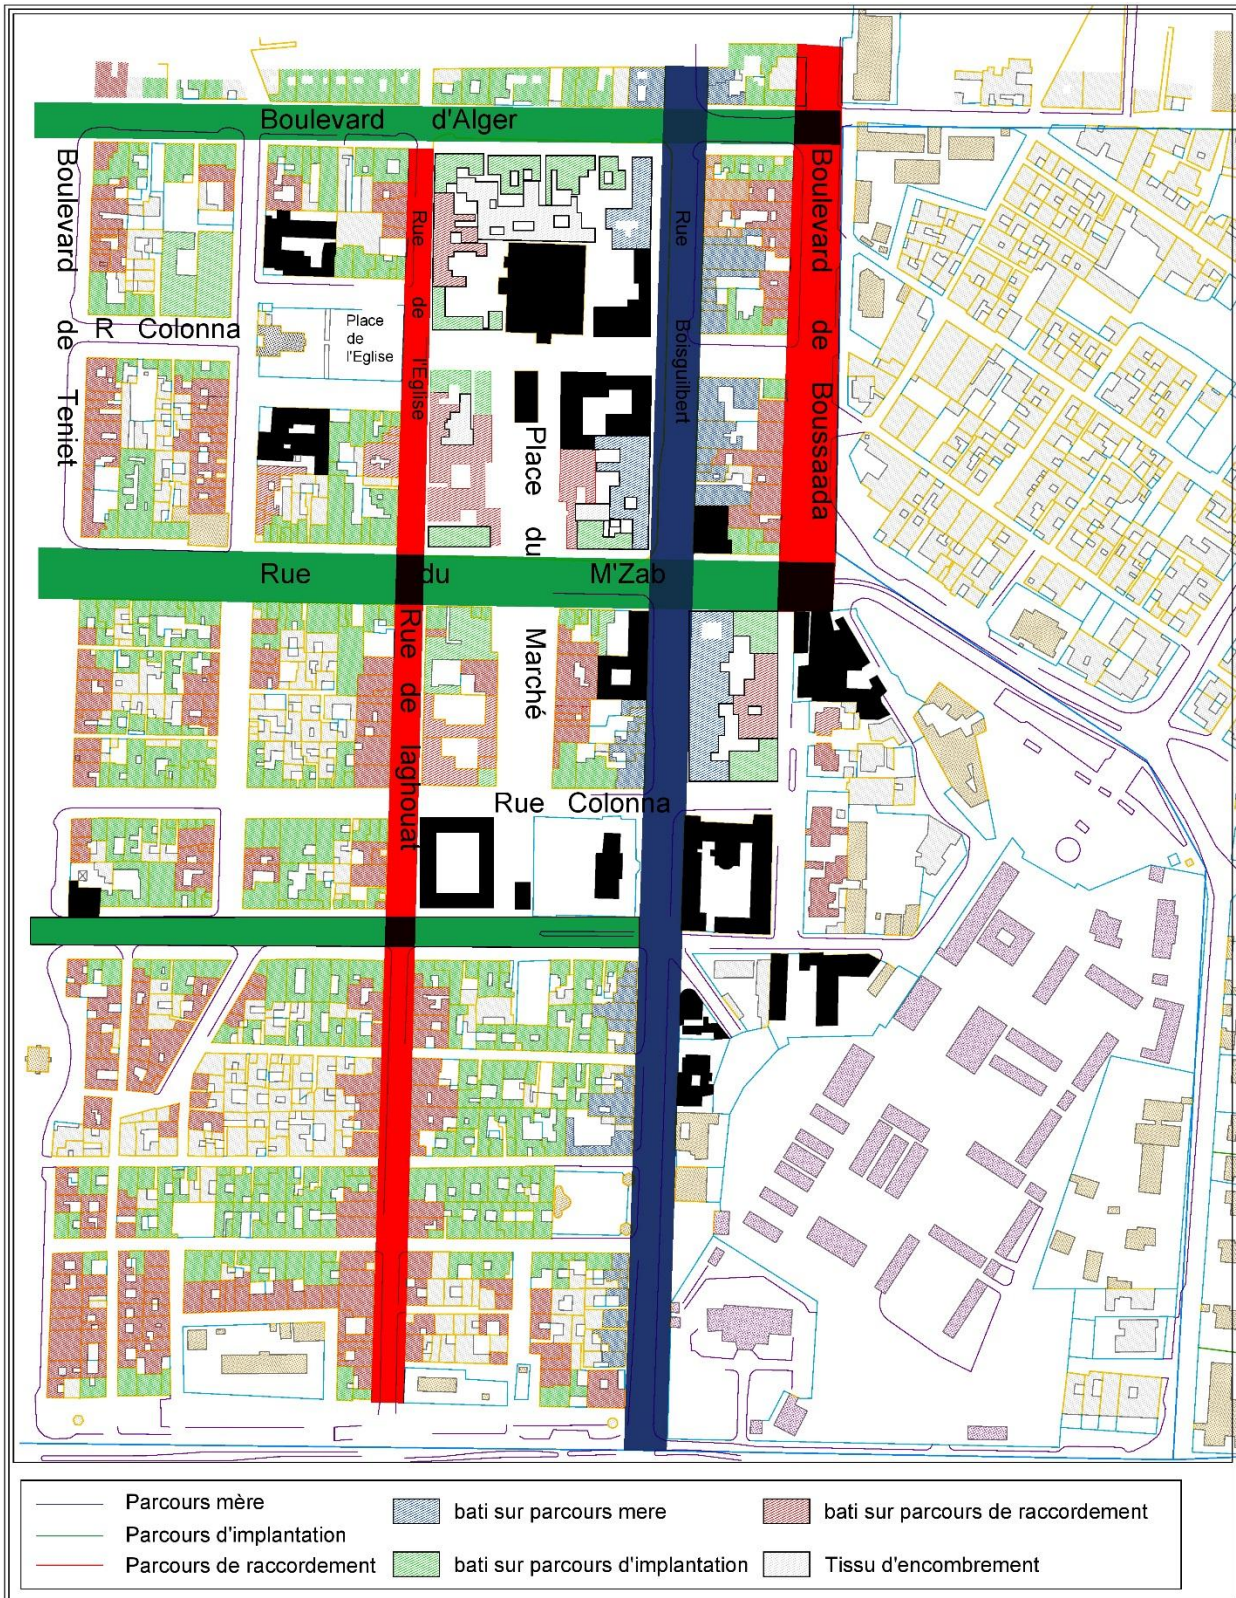 Boulevard d'Alger
Boulevard de Teniet
Rue de l'Eglise
Rue Boisguilbert
Boulevard de Boussaada
R Colonna
Place
de
l'Eglise
Place du Marché
Rue du M'Zab
Rue de laghouat
Rue Colonna
Parcours mère
Parcours d'implantation
Parcours de raccordement
bati sur parcours mere
bati sur parcours d'implantation
bati sur parcours de raccordement
Tissu d'encombrement